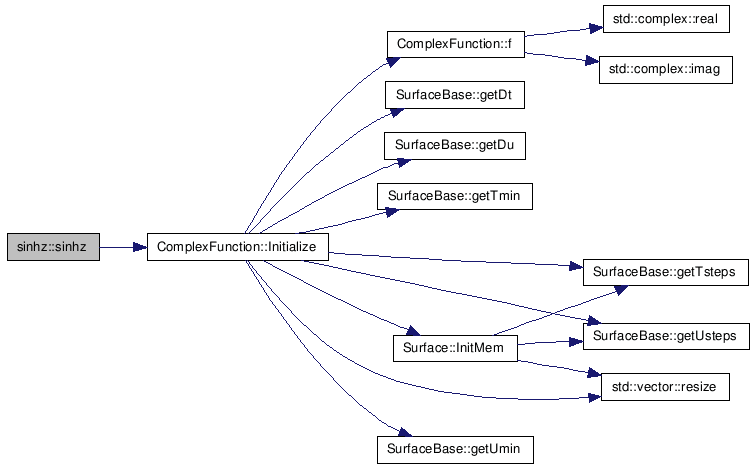 std::complex::real
ComplexFunction::f
std::complex::imag
SurfaceBase::getDt
SurfaceBase::getDu
SurfaceBase::getTmin
sinhz::sinhz
ComplexFunction::Initialize
SurfaceBase::getTsteps
SurfaceBase::getUsteps
Surface::InitMem
std::vector::resize
SurfaceBase::getUmin